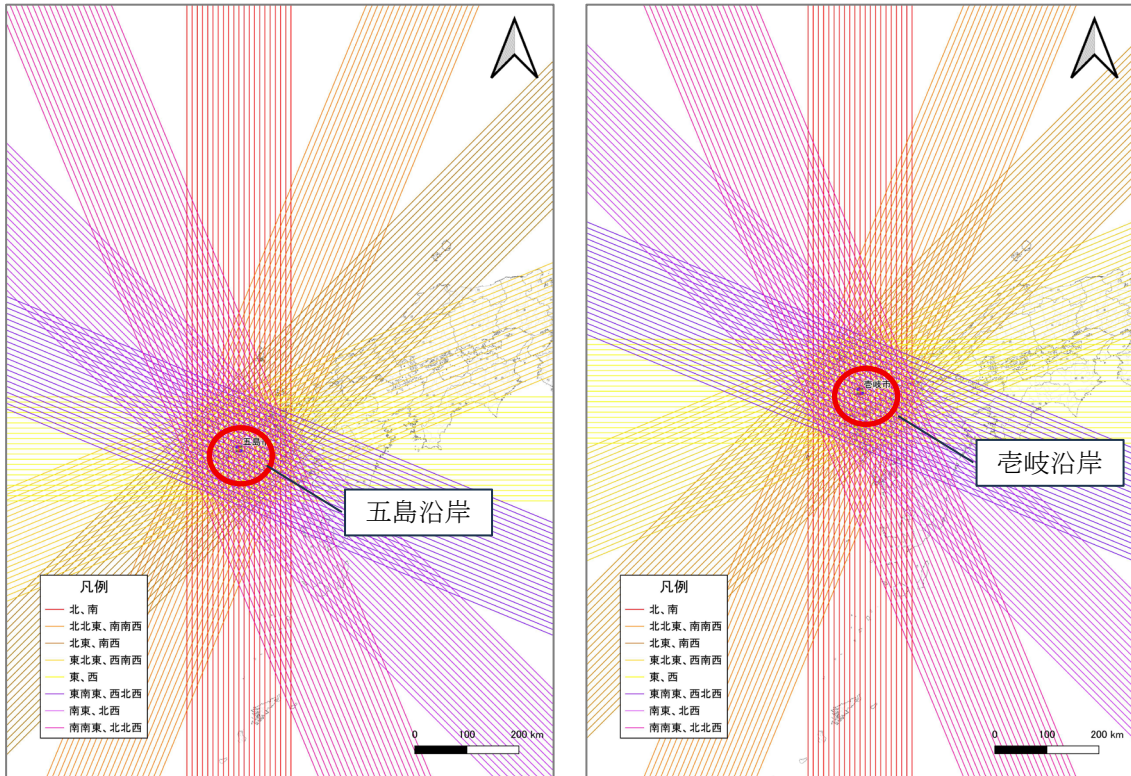 五島市
五島沿岸
凡例
北、南
北北東、南南西
北東、南西
東北東、西南西
東、西
東南東、西北西
南東、北西
南南東、北北西
0 100 200 km
壱岐市
壱岐沿岸
凡例
北、南
北北東、南南西
北東、南西
東北東、西南西
東、西
東南東、西北西
南東、北西
南南東、北北西
0 100 200 km